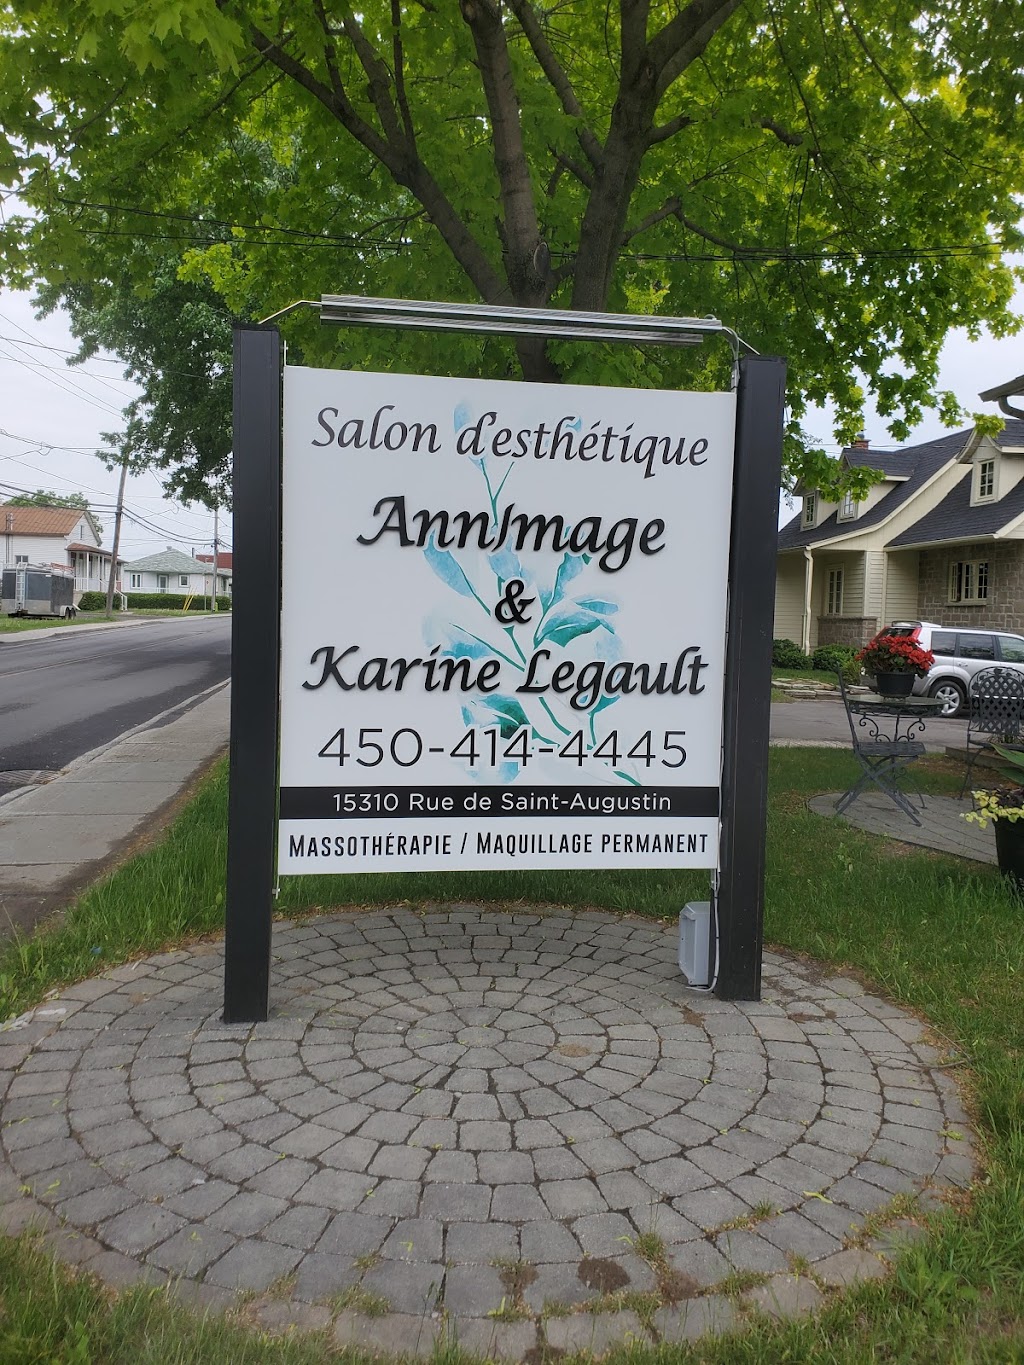 Salon d'esthétique
AnnImage
&
Karine Legault
450-414-4445
15310 Rue de Saint-Augustin
MASSOTHÉRAPIE / MAQUILLAGE PERMANENT